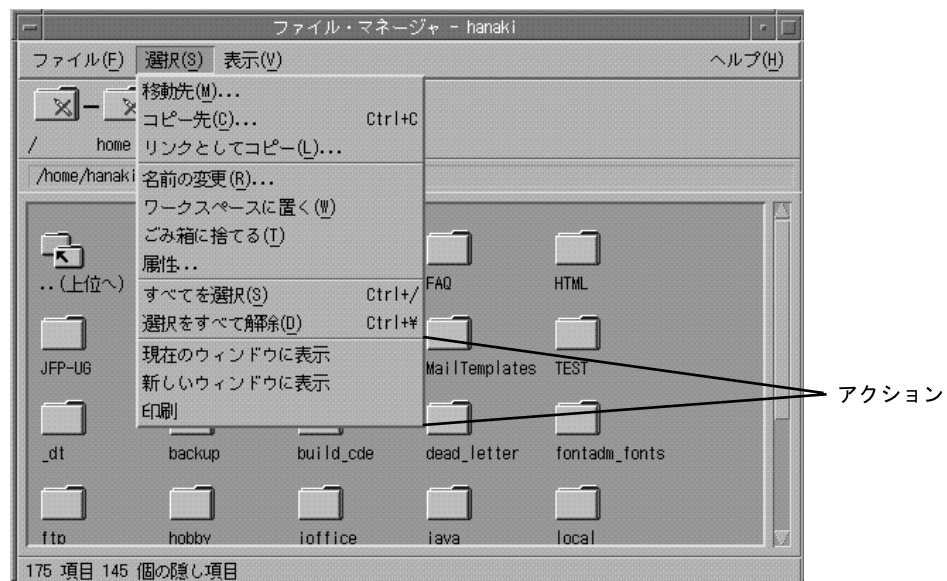 ファイル・マネージャ - hanaki
ファイル(F) 選択(S) 表示(V) ヘルプ(H)
移動先(M)...
コピー先(C)... Ctrl+C
リンクとしてコピー(L)...
/ home
/home/hanaki
名前の変更(R)...
ワークスペースに置く(W)
ごみ箱に捨てる(T)
属性...
すべてを選択(S) Ctrl+/
選択をすべて解除(D) Ctrl+¥
現在のウィンドウに表示
新しいウィンドウに表示
印刷
アクション
..(上位へ) FAQ HTML
JFP-UG MailTemplates TEST
_dt backup build_cde dead_letter fontadm_fonts
ftp hobby ioffice java local
175 項目 145 個の隠し項目